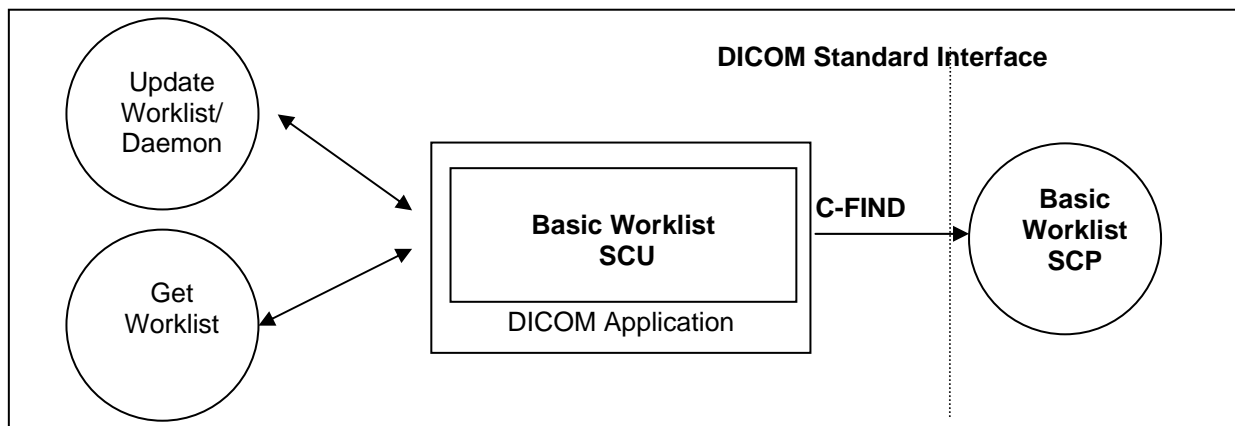 DICOM Standard Interface
Update
Worklist/
Daemon
Get
Worklist
Basic Worklist
SCU
DICOM Application
C-FIND
Basic
Worklist
SCP